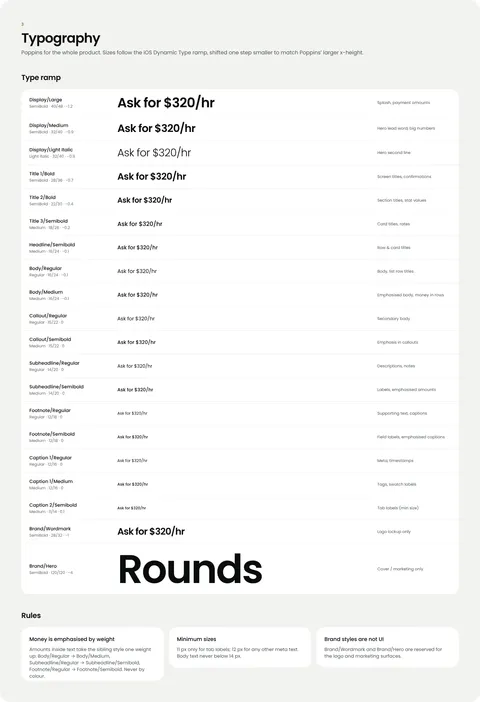 Typography
Poppins for the whole product. Sizes follow the iOS Dynamic Type ramp, shifted one step smaller to match Poppins' larger x-height.
Type ramp
Display/Large
Ask for $320/hr
Splash, payment amounts
Display/Medium
Ask for $320/hr
Hero lead word, big numbers
Display/Light Italic
Ask for $320/hr
Hero second line
Title 1/Bold
Ask for $320/hr
Screen titles, confirmations
Title 2/Bold
Ask for $320/hr
Section titles, stat values
Title 3/Semibold
Ask for $320/hr
Card titles, rates
Headline/Semibold
Ask for $320/hr
Row & card titles
Body/Regular
Ask for $320/hr
Body, list row titles
Body/Medium
Ask for $320/hr
Emphasised body, money in rows
Callout/Regular
Ask for $320/hr
Secondary body
Callout/Semibold
Ask for $320/hr
Emphasis in callouts
Subheadline/Regular
Ask for $320/hr
Descriptions, notes
Subheadline/Semibold
Ask for $320/hr
Labels, emphasised amounts
Footnote/Regular
Ask for $320/hr
Supporting text, captions
Footnote/Semibold
Ask for $320/hr
Field labels, emphasised captions
Caption 1/Regular
Ask for $320/hr
Meta, timestamps
Caption 1/Medium
Ask for $320/hr
Tags, swatch labels
Caption 2/Semibold
Ask for $320/hr
Tab labels (min size)
Brand/Wordmark
Ask for $320/hr
Logo lockup only
Brand/Hero
Rounds
Cover / marketing only
Rules
Money is emphasised by weight
Amounts inside text take the sibling style one weight
up: Body/Regular → Body/Medium,
Subheadline/Regular → Subheadline/Semibold,
Footnote/Regular → Footnote/Semibold. Never by
colour.
Minimum sizes
11 px only for tab labels; 12 px for any other meta text.
Body text never below 14 px.
Brand styles are not UI
Brand/Wordmark and Brand/Hero are reserved for
the logo and marketing surfaces.